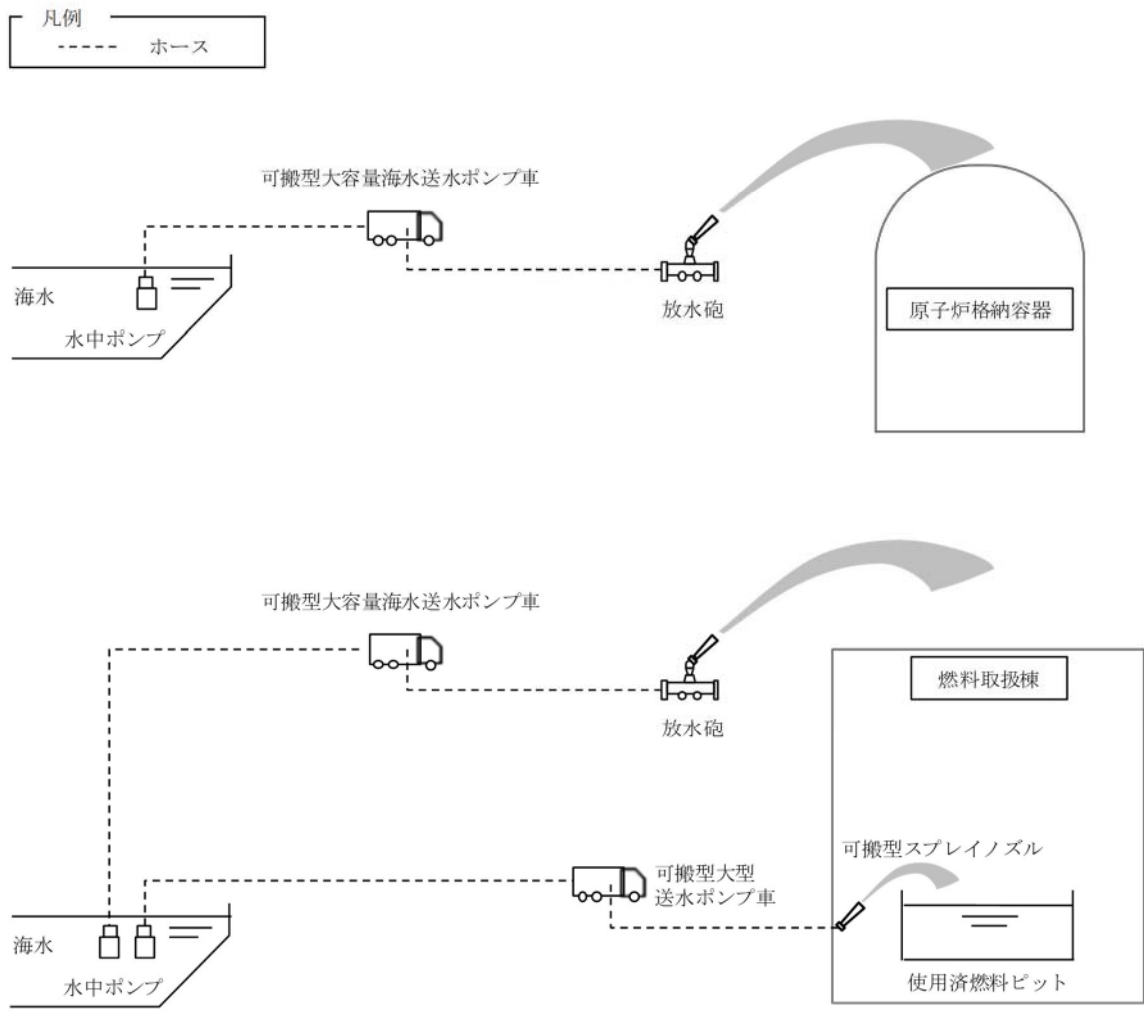 凡例
ホース
可搬型大容量海水送水ポンプ車
海水
水中ポンプ
放水砲
原子炉格納容器
可搬型大容量海水送水ポンプ車
放水砲
燃料取扱棟
可搬型スプレイノズル
可搬型大型
送水ポンプ車
海水
水中ポンプ
使用済燃料ピット